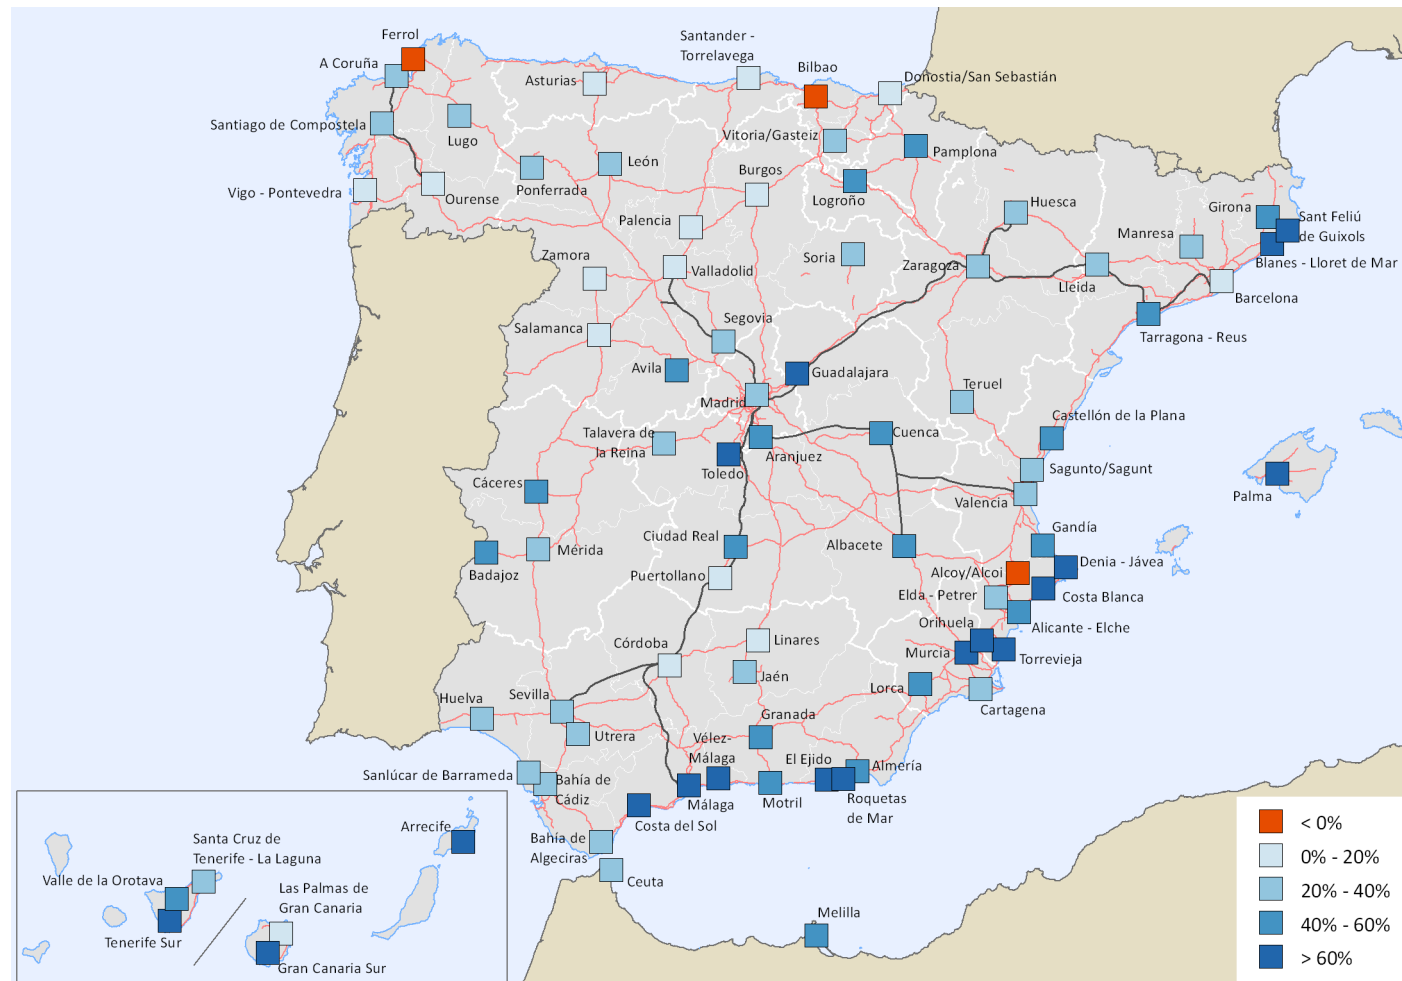 Ferrol
A Coruña
Santiago de Compostela
Lugo
Vigo - Pontevedra
Ourense
Asturias
Santander -
Torrelavega
Bilbao
Donostia/San Sebastián
Vitoria/Gasteiz
Pamplona
Ponferrada
León
Burgos
Logroño
Palencia
Huesca
Girona
Sant Feliú
de Guixols
Manresa
Blanes - Lloret de Mar
Zamora
Valladolid
Soria
Zaragoza
Lleida
Barcelona
Salamanca
Segovia
Tarragona - Reus
Avila
Guadalajara
Madrid
Teruel
Castellón de la Plana
Talavera de
la Reina
Toledo
Aranjuez
Cuenca
Sagunto/Sagunt
Valencia
Palma
Cáceres
Mérida
Badajoz
Ciudad Real
Puertollano
Albacete
Gandía
Denia - Jávea
Alcoy/Alcoi
Costa Blanca
Elda - Petrer
Orihuela
Alicante - Elche
Murcia
Torrevieja
Córdoba
Linares
Jaén
Lorca
Cartagena
Huelva
Sevilla
Utrera
Granada
Vélez-
Málaga
El Ejido
Almería
Sanlúcar de Barrameda
Bahía de
Cádiz
Málaga
Motril
Roquetas
de Mar
Costa del Sol
Bahía de
Algeciras
Ceuta
Melilla
Arrecife
Santa Cruz de
Tenerife - La Laguna
Valle de la Orotava
Las Palmas de
Gran Canaria
Tenerife Sur
Gran Canaria Sur
< 0%
0% - 20%
20% - 40%
40% - 60%
> 60%